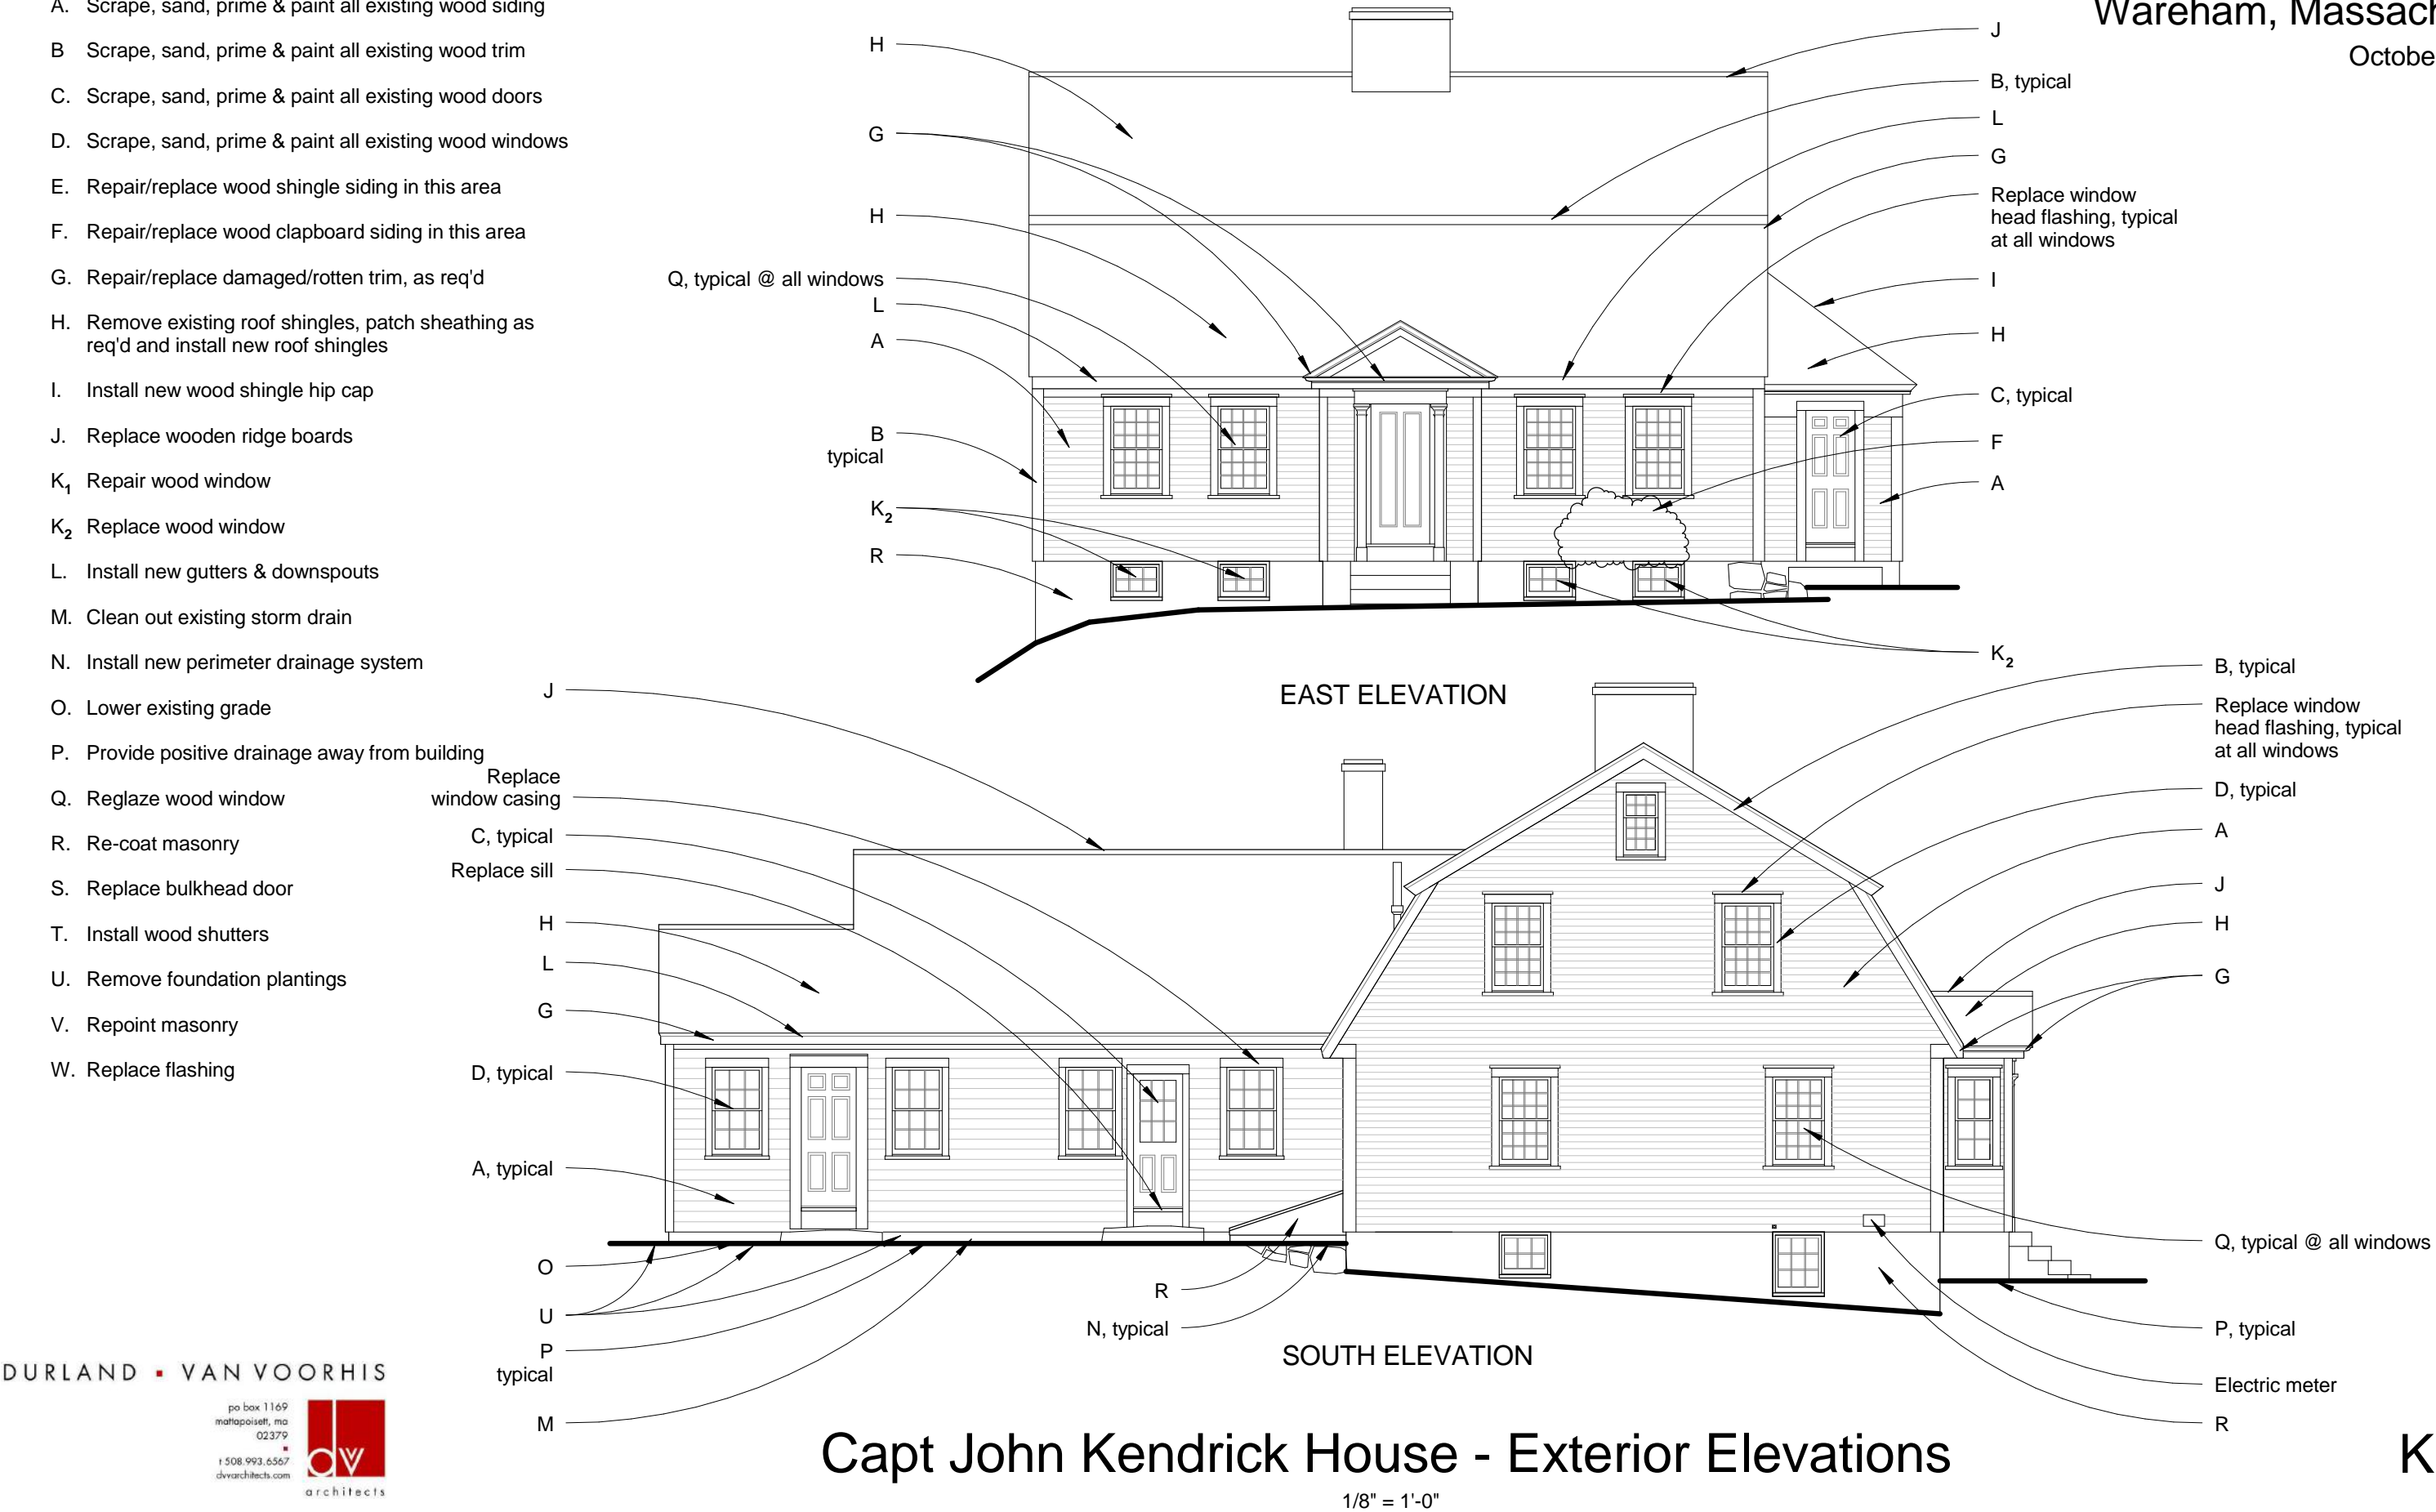 A. Scrape, sand, prime & paint all existing wood siding
B Scrape, sand, prime & paint all existing wood trim
C. Scrape, sand, prime & paint all existing wood doors
D. Scrape, sand, prime & paint all existing wood windows
E. Repair/replace wood shingle siding in this area
F. Repair/replace wood clapboard siding in this area
G. Repair/replace damaged/rotten trim, as req'd
H. Remove existing roof shingles, patch sheathing as
req'd and install new roof shingles
I. Install new wood shingle hip cap
J. Replace wooden ridge boards
K1 Repair wood window
K2 Replace wood window
L. Install new gutters & downspouts
M. Clean out existing storm drain
N. Install new perimeter drainage system
O. Lower existing grade
P. Provide positive drainage away from building
Q. Reglaze wood window
R. Re-coat masonry
S. Replace bulkhead door
T. Install wood shutters
U. Remove foundation plantings
V. Repoint masonry
W. Replace flashing
Wareham, Massach
Octobe
H
G
H
Q, typical @ all windows
L
A
B
typical
K2
R
J
B, typical
L
G
Replace window
head flashing, typical
at all windows
I
H
C, typical
F
A
K2
EAST ELEVATION
J
Replace
window casing
C, typical
Replace sill
H
L
G
D, typical
A, typical
O
U
P
typical
M
R
N, typical
B, typical
Replace window
head flashing, typical
at all windows
D, typical
A
J
H
G
Q, typical @ all windows
P, typical
Electric meter
R
SOUTH ELEVATION
DURLAND ▪ VAN VOORHIS
po box 1169
mattapoisett, ma
02379
t 508.993.6567
dvvarchitects.com
dvv
architects
Capt John Kendrick House - Exterior Elevations
1/8" = 1'-0"
K